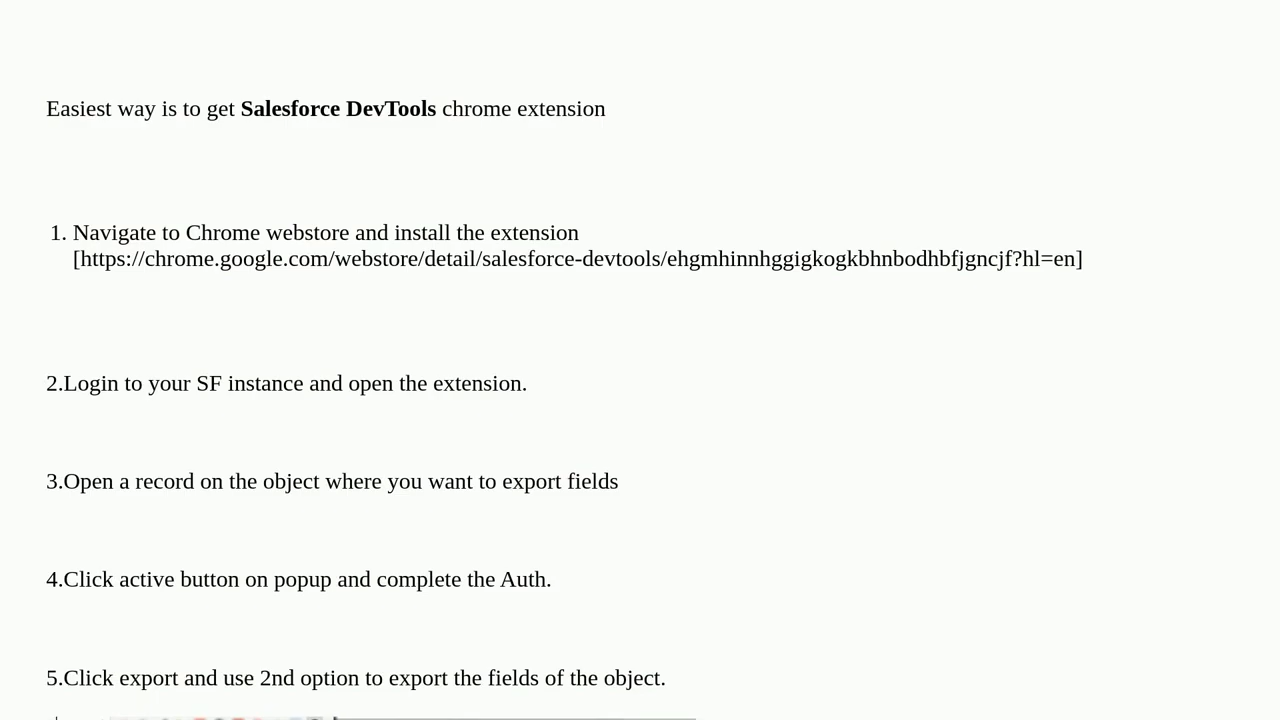 Easiest way is to get Salesforce DevTools chrome extension
1. Navigate to Chrome webstore and install the extension
[https://chrome.google.com/webstore/detail/salesforce-devtools/ehgmhinnhggigkogkbhnbodhbfjgncjf?hl=en]
2.Login to your SF instance and open the extension.
3.Open a record on the object where you want to export fields
4.Click active button on popup and complete the Auth.
5.Click export and use 2nd option to export the fields of the object.